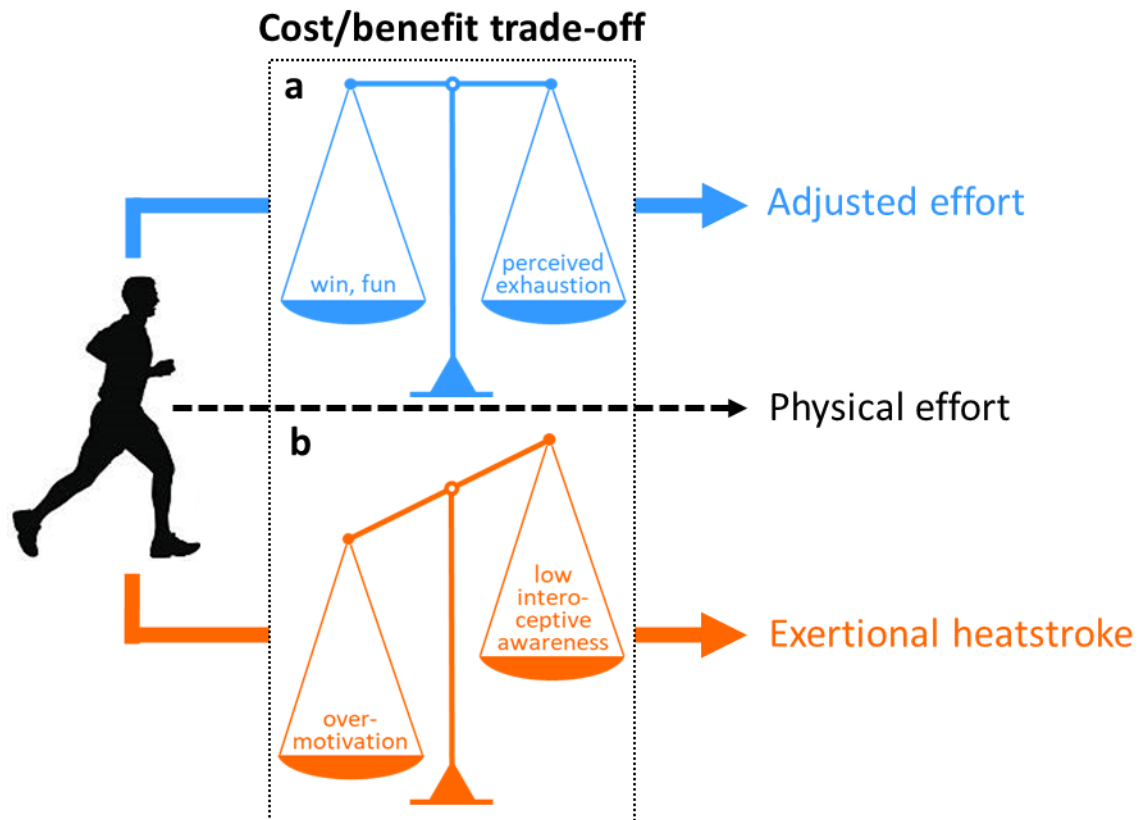 Cost/benefit trade-off
a
win, fun
perceived
exhaustion
Adjusted effort
Physical effort
b
over-
motivation
low
intero-
ceptive
awareness
Exertional heatstroke